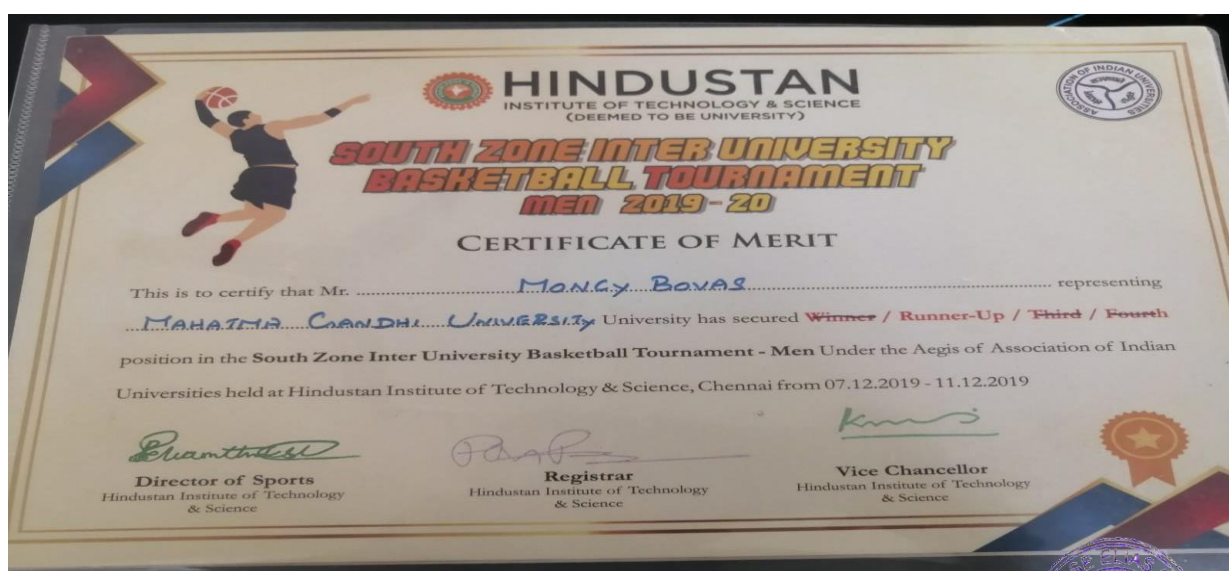 HINDUSTAN
INSTITUTE OF TECHNOLOGY & SCIENCE
(DEEMED TO BE UNIVERSITY)
ASSOCIATION OF INDIAN UNIVERSITIES
SOUTH ZONE INTER UNIVERSITY
BASKETBALL TOURNAMENT
MEN 2019-20
CERTIFICATE OF MERIT
This is to certify that Mr. MONCY BOVAS representing
MAHATMA GANDHI UNIVERSITY University has secured Winner / Runner-Up / Third / Fourth
position in the South Zone Inter University Basketball Tournament - Men Under the Aegis of Association of Indian
Universities held at Hindustan Institute of Technology & Science, Chennai from 07.12.2019 - 11.12.2019
Director of Sports
Hindustan Institute of Technology
& Science
Registrar
Hindustan Institute of Technology
& Science
Vice Chancellor
Hindustan Institute of Technology
& Science